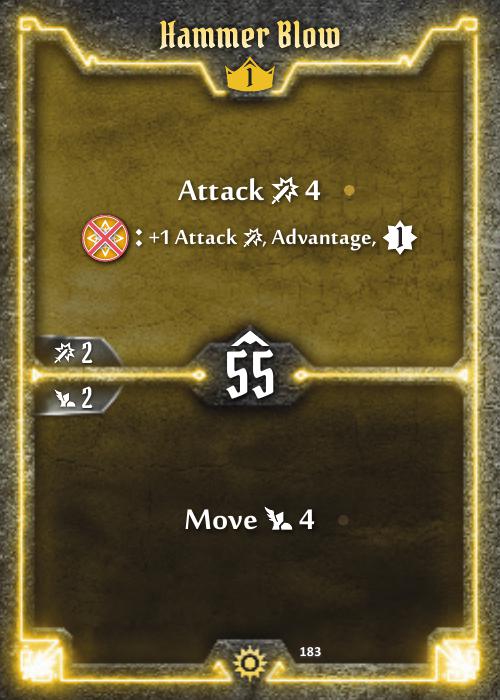 Hammer Blow
1
Attack 4
: +1 Attack , Advantage, 1
2
55
2
Move 4
183